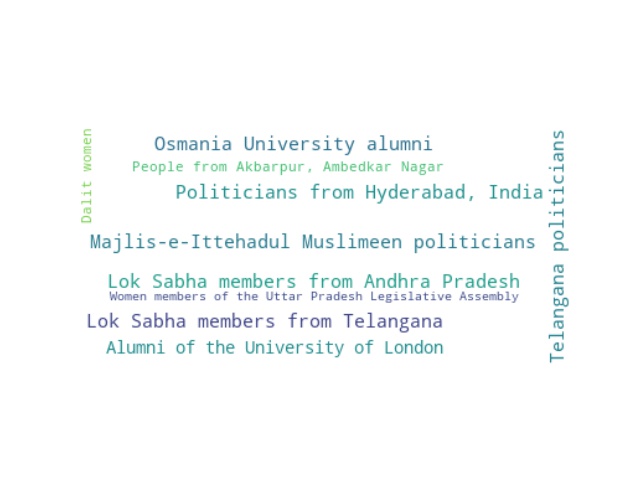 Dalit women
Osmania University alumni
People from Akbarpur, Ambedkar Nagar
Politicians from Hyderabad, India
Majlis-e-Ittehadul Muslimeen politicians
Lok Sabha members from Andhra Pradesh
Women members of the Uttar Pradesh Legislative Assembly
Lok Sabha members from Telangana
Alumni of the University of London
Telangana politicians